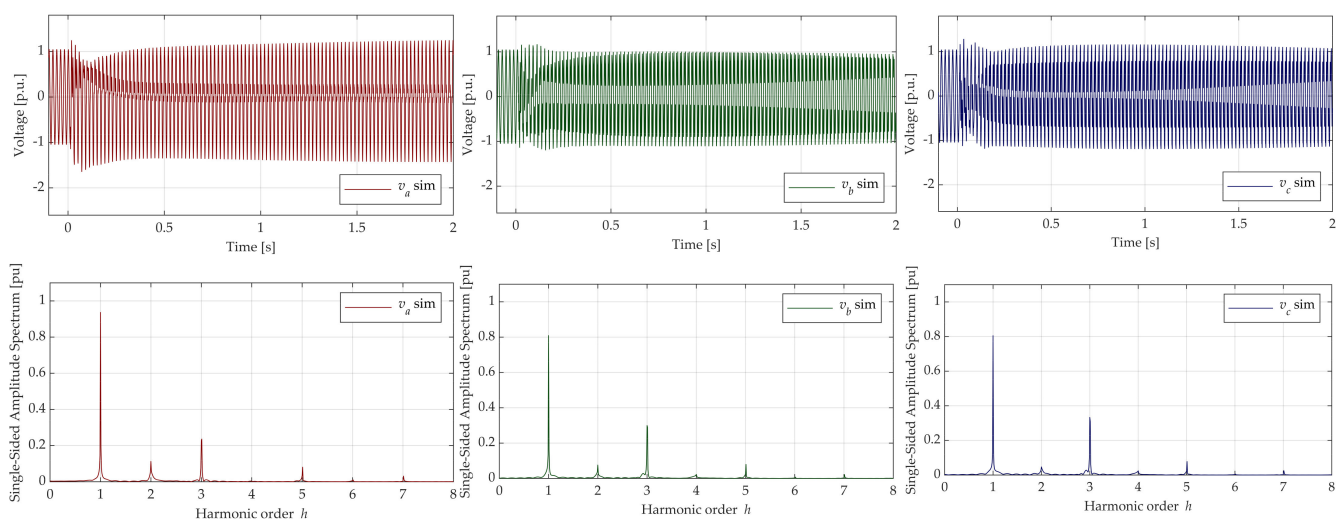 Voltage [p.u.]
1
0
-1
-2
v_a sim
0
0.5
1
1.5
2
Time [s]
Voltage [p.u.]
1
0
-1
-2
v_b sim
0
0.5
1
1.5
2
Time [s]
Voltage [p.u.]
1
0
-1
-2
v_c sim
0
0.5
1
1.5
2
Time [s]
Single-Sided Amplitude Spectrum [pu]
1
0.8
0.6
0.4
0.2
0
v_a sim
0 1 2 3 4 5 6 7 8
Harmonic order h
Single-Sided Amplitude Spectrum [pu]
1
0.8
0.6
0.4
0.2
0
v_b sim
0 1 2 3 4 5 6 7 8
Harmonic order h
Single-Sided Amplitude Spectrum [pu]
1
0.8
0.6
0.4
0.2
0
v_c sim
0 1 2 3 4 5 6 7 8
Harmonic order h